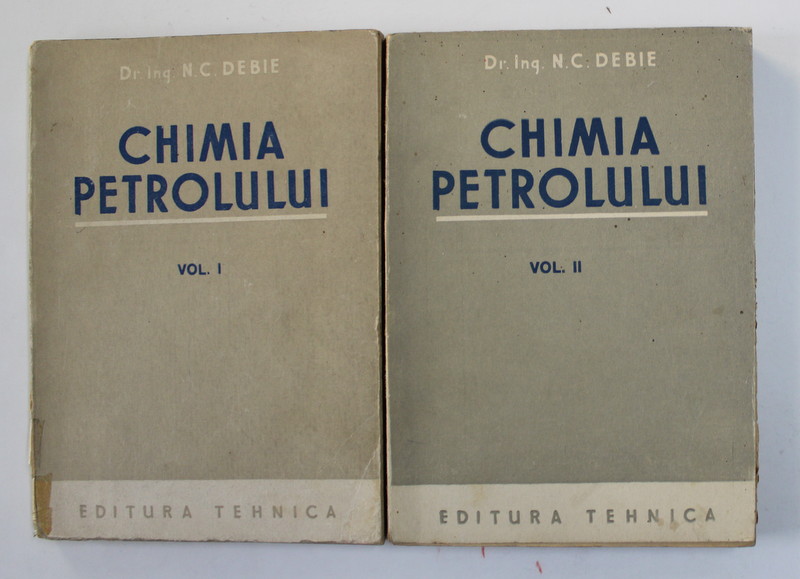 Dr. Ing. N.C. DEBIE
CHIMIA
PETROLULUI
VOL. I
EDITURA TEHNICA
Dr. Ing. N.C. DEBIE
CHIMIA
PETROLULUI
VOL. II
EDITURA TEHNICA